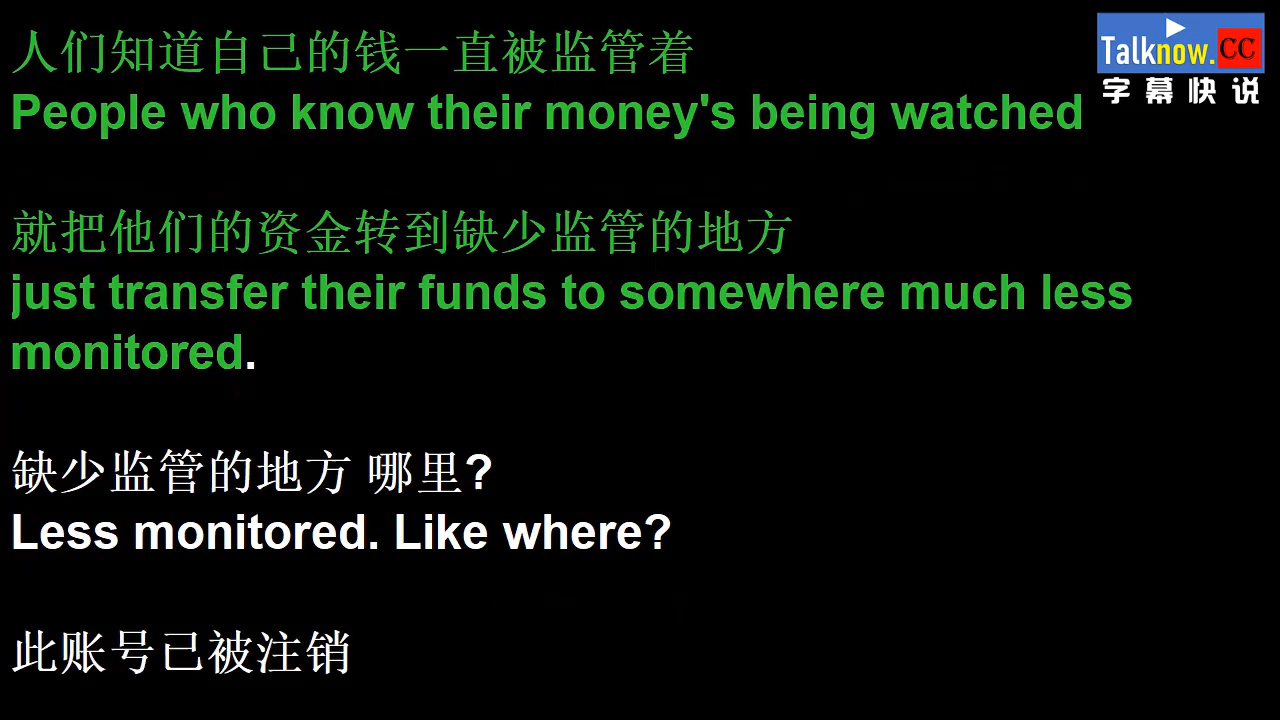 人们知道自己的钱一直被监管着
People who know their money's being watched
就把他们的资金转到缺少监管的地方
just transfer their funds to somewhere much less
monitored.
缺少监管的地方 哪里?
Less monitored. Like where?
此账号已被注销
Talknow.CC
字幕快说